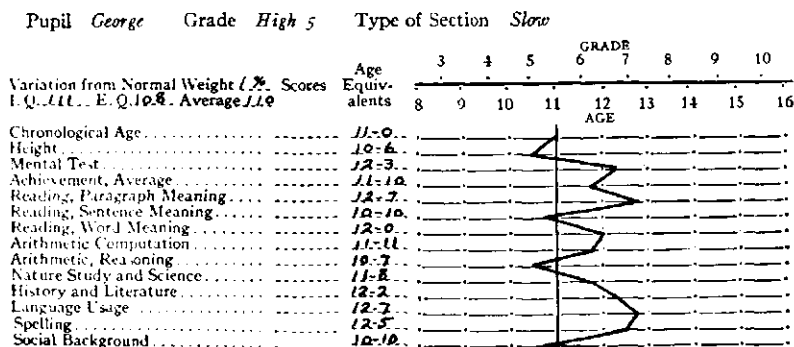 Pupil George Grade High 5 Type of Section Slow
GRADE
3 4 5 6 7 8 9 10
Variation from Normal Weight 1%. Scores Age Equiv-alents
I.Q. 111. E.Q. 108. Average 110
8 9 10 11 12 13 14 15 16
AGE
Chronological Age 11-0
Height 10-6
Mental Test 12-3
Achievement, Average 11-10
Reading, Paragraph Meaning 12-7
Reading, Sentence Meaning 10-10
Reading, Word Meaning 12-0
Arithmetic Computation 11-11
Arithmetic, Reasoning 10-7
Nature Study and Science 11-8
History and Literature 12-2
Language Usage 12-7
Spelling 12-5
Social Background 10-10